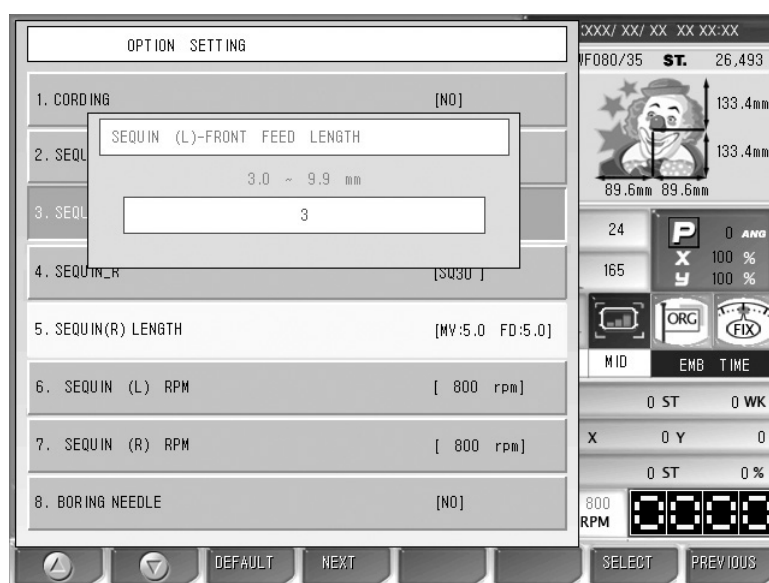 OPTION SETTING
1. CORDING [NO]
SEQUIN (L)-FRONT FEED LENGTH
3.0 ~ 9.9 mm
3
2. SEQU
3. SEQU
4. SEQUIN_R [SQ30 ]
5. SEQUIN(R) LENGTH [MV:5.0 FD:5.0]
6. SEQUIN (L) RPM [ 800 rpm]
7. SEQUIN (R) RPM [ 800 rpm]
8. BORING NEEDLE [NO]
DEFAULT NEXT SELECT PREVIOUS
XXX/ XX/ XX XX XX:XX
WF080/35 ST. 26,493
133.4mm
133.4mm
89.6mm 89.6mm
24 P 0 ANG
X 100 %
165 Y 100 %
ORG FIX
MID EMB TIME
0 ST 0 WK
X 0 Y 0
0 ST 0 %
800
RPM 0000